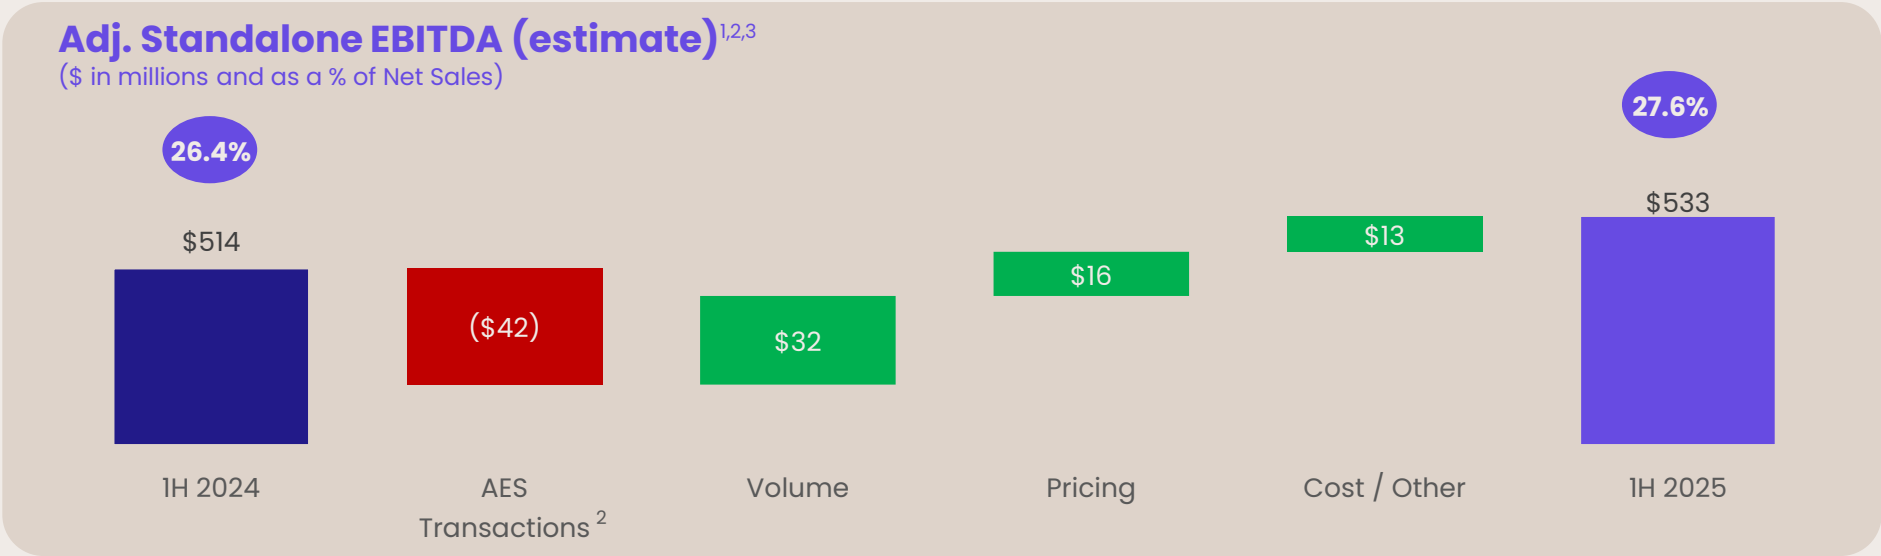 Adj. Standalone EBITDA (estimate)1,2,3
($ in millions and as a % of Net Sales)
26.4%
27.6%
$514
($42)
$32
$16
$13
$533
1H 2024
AES
Transactions 2
Volume
Pricing
Cost / Other
1H 2025